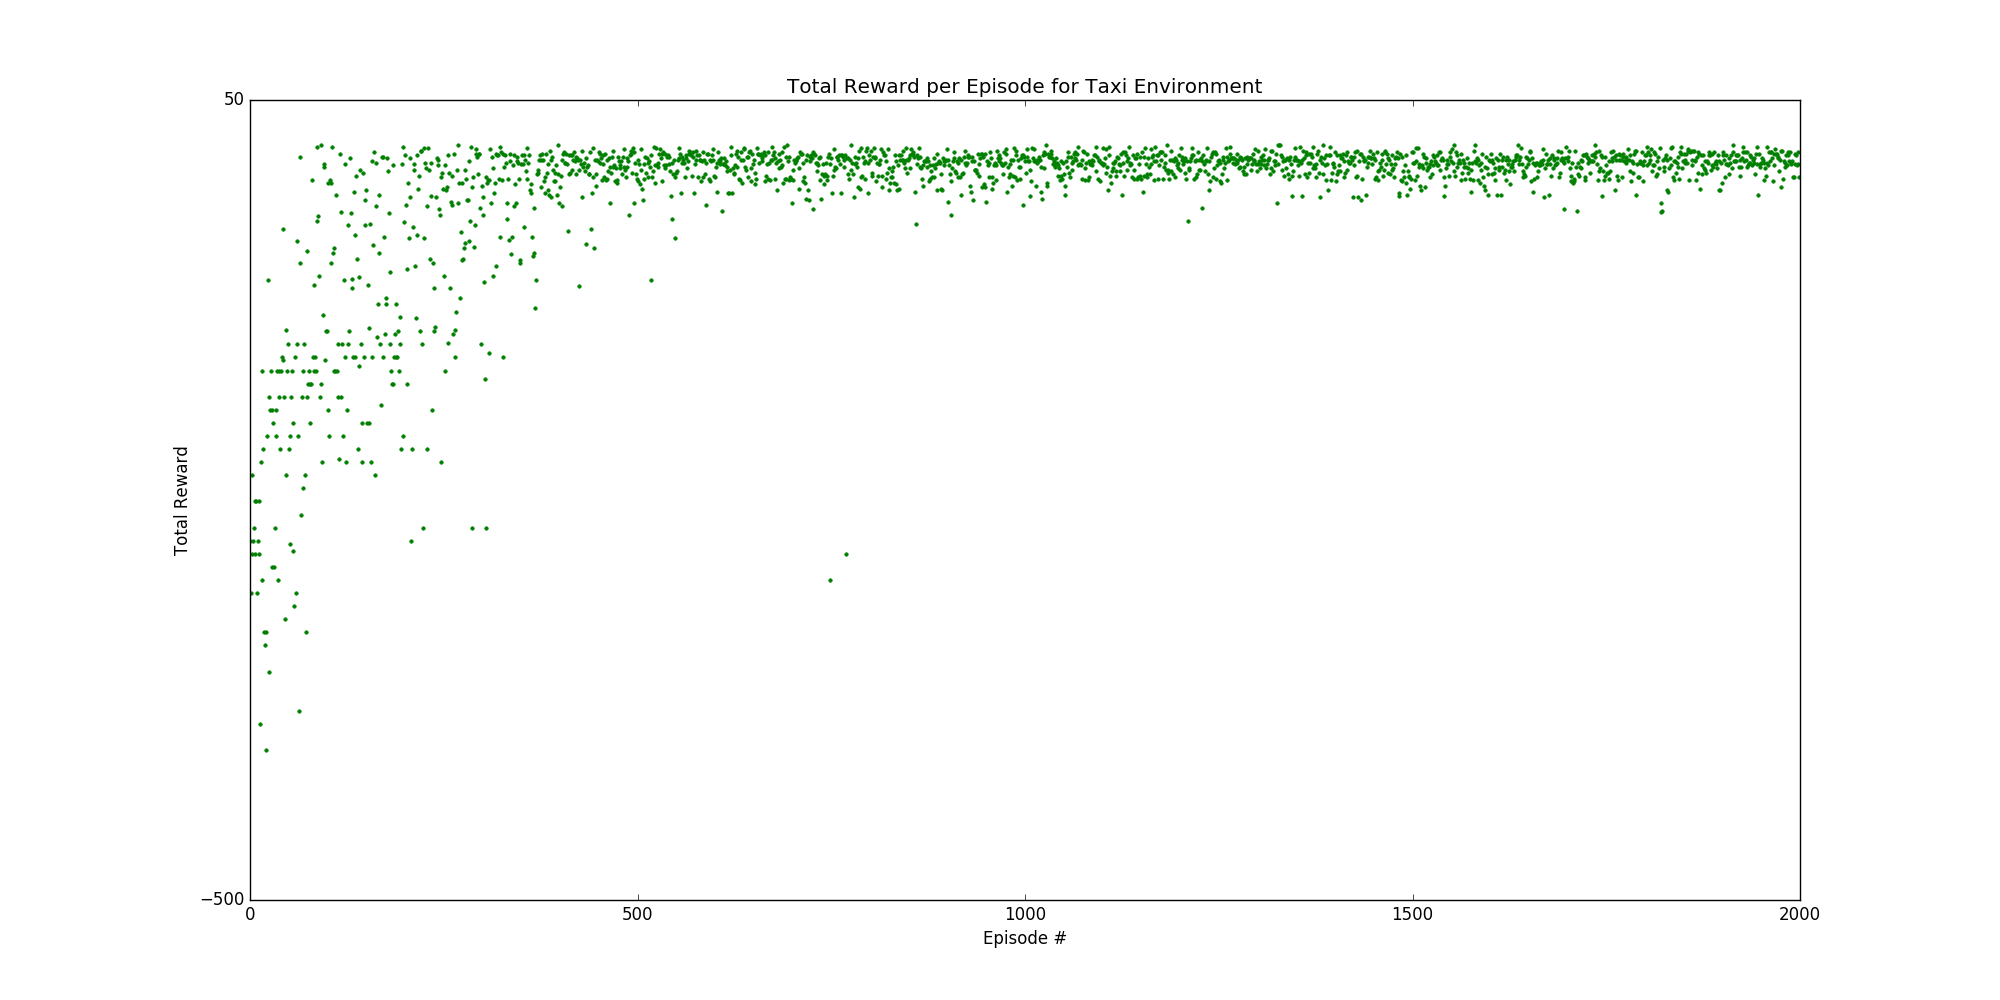 Total Reward per Episode for Taxi Environment
50
Total Reward
−500
0 500 1000 1500 2000
Episode #